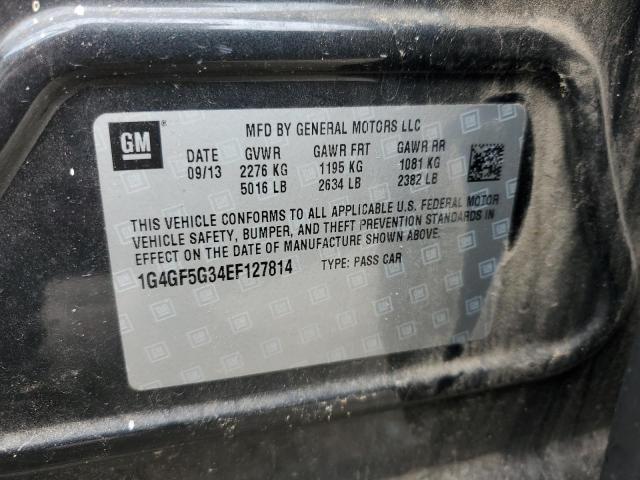 GM ® MFD BY GENERAL MOTORS LLC
DATE GVWR GAWR FRT GAWR RR
09/13 2276 KG 1195 KG 1081 KG
5016 LB 2634 LB 2382 LB
THIS VEHICLE CONFORMS TO ALL APPLICABLE U.S. FEDERAL MOTOR
VEHICLE SAFETY, BUMPER, AND THEFT PREVENTION STANDARDS IN
EFFECT ON THE DATE OF MANUFACTURE SHOWN ABOVE.
1G4GF5G34EF127814 TYPE: PASS CAR